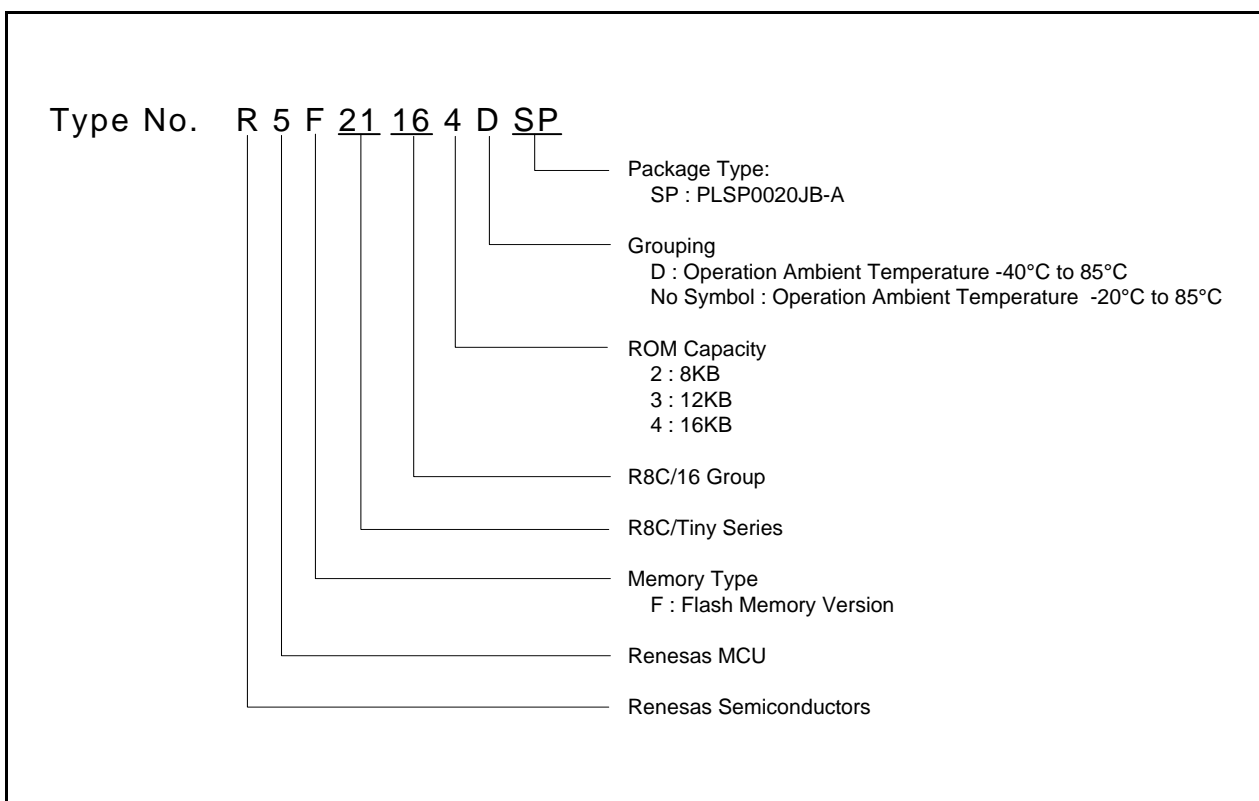 Type No. R 5 F 21 16 4 D SP
Package Type:
SP : PLSP0020JB-A
Grouping
D : Operation Ambient Temperature -40°C to 85°C
No Symbol : Operation Ambient Temperature -20°C to 85°C
ROM Capacity
2 : 8KB
3 : 12KB
4 : 16KB
R8C/16 Group
R8C/Tiny Series
Memory Type
F : Flash Memory Version
Renesas MCU
Renesas Semiconductors